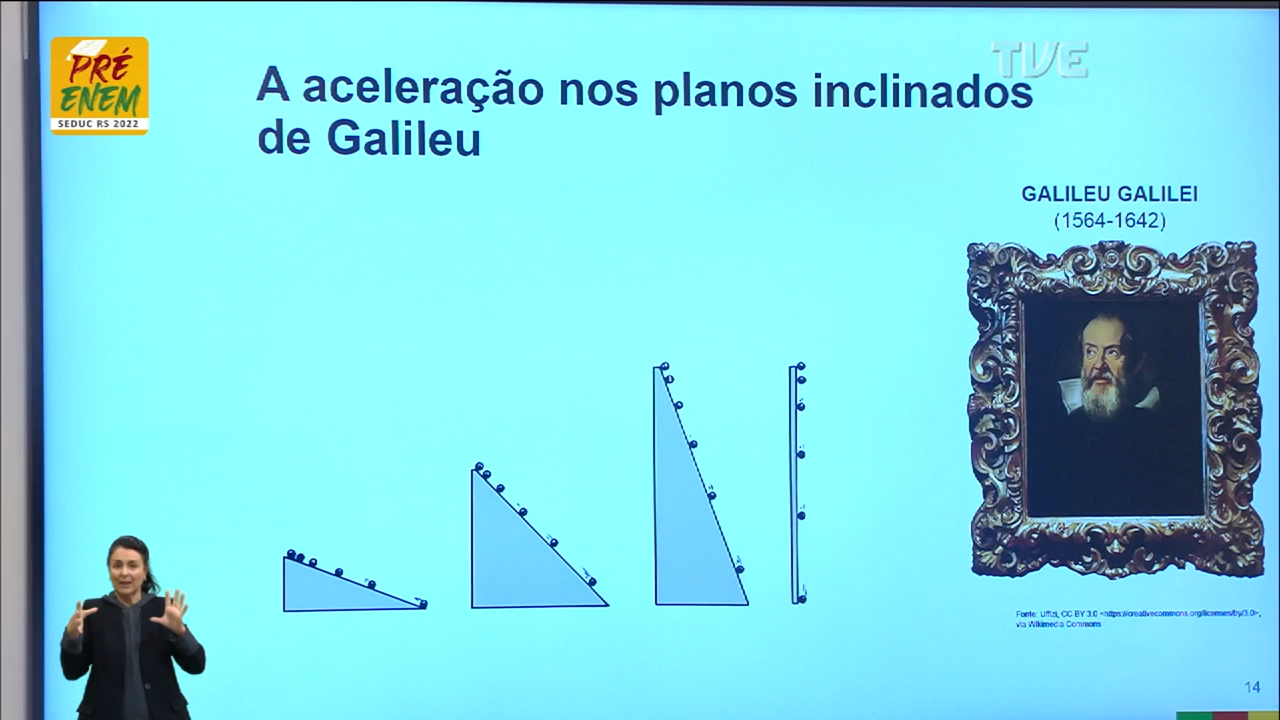 PRÉ
ENEM
SEDUC RS 2022
TVE
A aceleração nos planos inclinados
de Galileu
GALILEU GALILEI
(1564-1642)
Fonte: Uffizi, CC BY 3.0 <https://creativecommons.org/licenses/by/3.0>,
via Wikimedia Commons
14